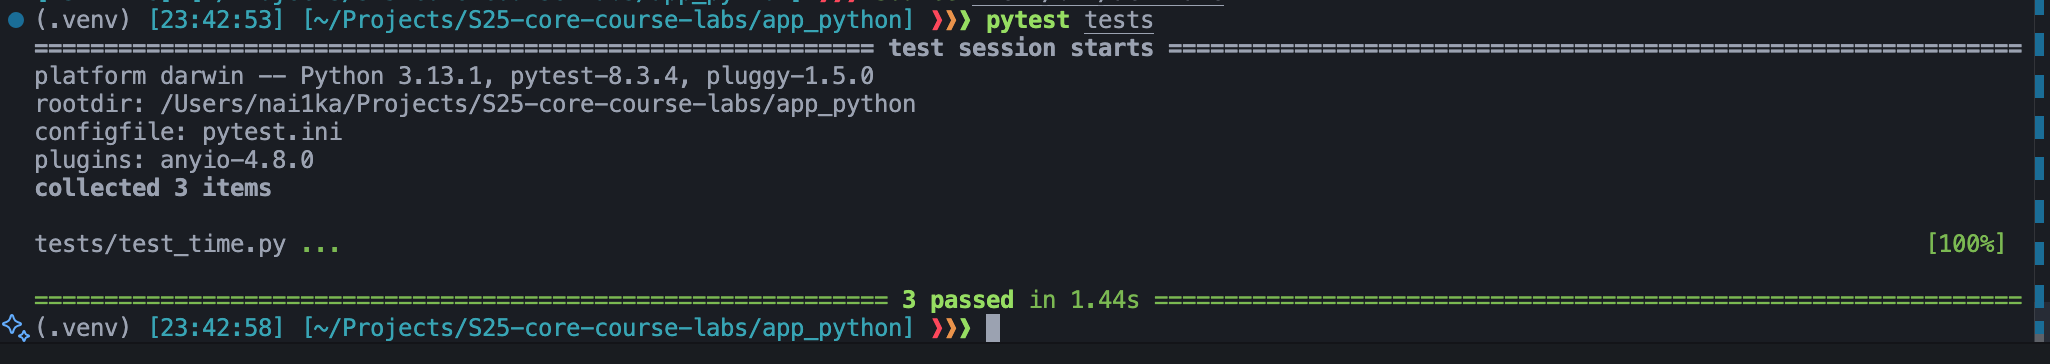 (.venv) [23:42:53] [~/Projects/S25-core-course-labs/app_python] ❯❯❯ pytest tests
============================================================ test session starts =============================================================
platform darwin -- Python 3.13.1, pytest-8.3.4, pluggy-1.5.0
rootdir: /Users/nai1ka/Projects/S25-core-course-labs/app_python
configfile: pytest.ini
plugins: anyio-4.8.0
collected 3 items
tests/test_time.py ... [100%]
============================================================= 3 passed in 1.44s ==============================================================
(.venv) [23:42:58] [~/Projects/S25-core-course-labs/app_python] ❯❯❯